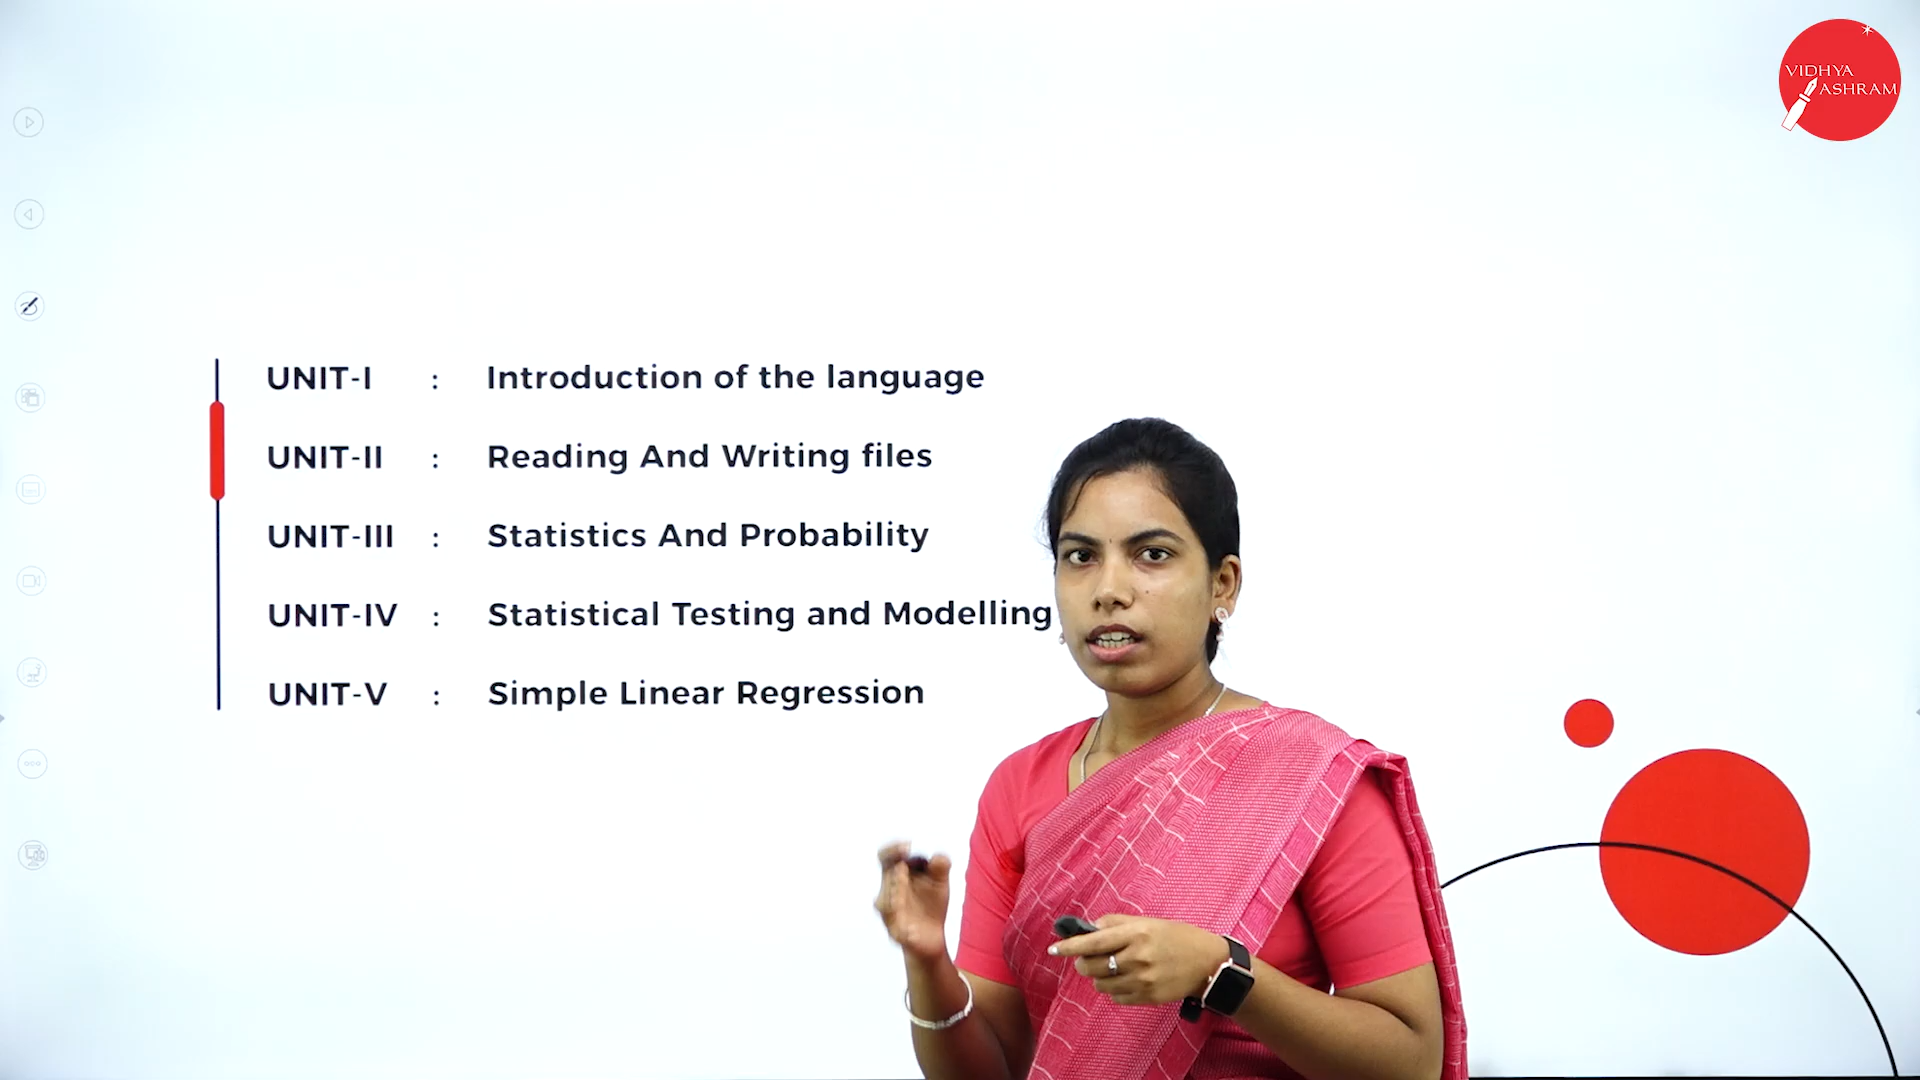 VIDHYA
ASHRAM
UNIT-I : Introduction of the language
UNIT-II : Reading And Writing files
UNIT-III : Statistics And Probability
UNIT-IV : Statistical Testing and Modelling
UNIT-V : Simple Linear Regression